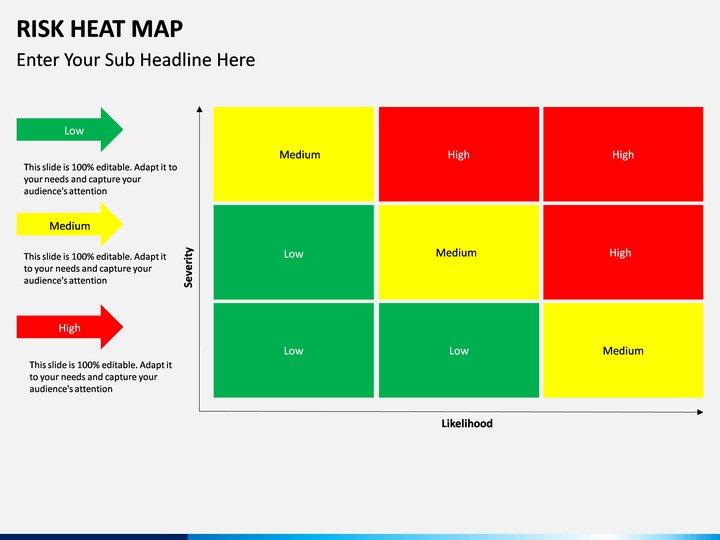 RISK HEAT MAP
Enter Your Sub Headline Here
Low
This slide is 100% editable. Adapt it to
your needs and capture your
audience's attention
Medium
This slide is 100% editable. Adapt it
to your needs and capture your
audience's attention
High
This slide is 100% editable. Adapt it
to your needs and capture your
audience's attention
Severity
Medium
High
High
Low
Medium
High
Low
Low
Medium
Likelihood